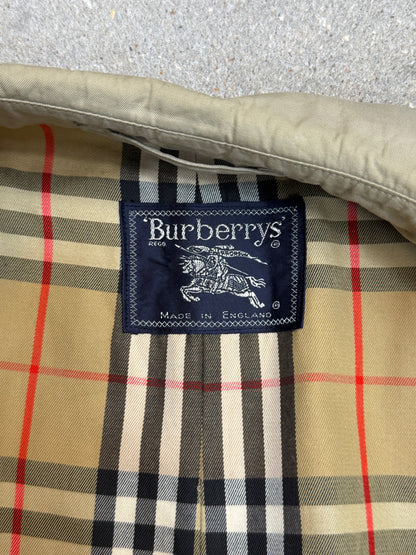 'Burberrys'
REGD ®
®
MADE IN ENGLAND